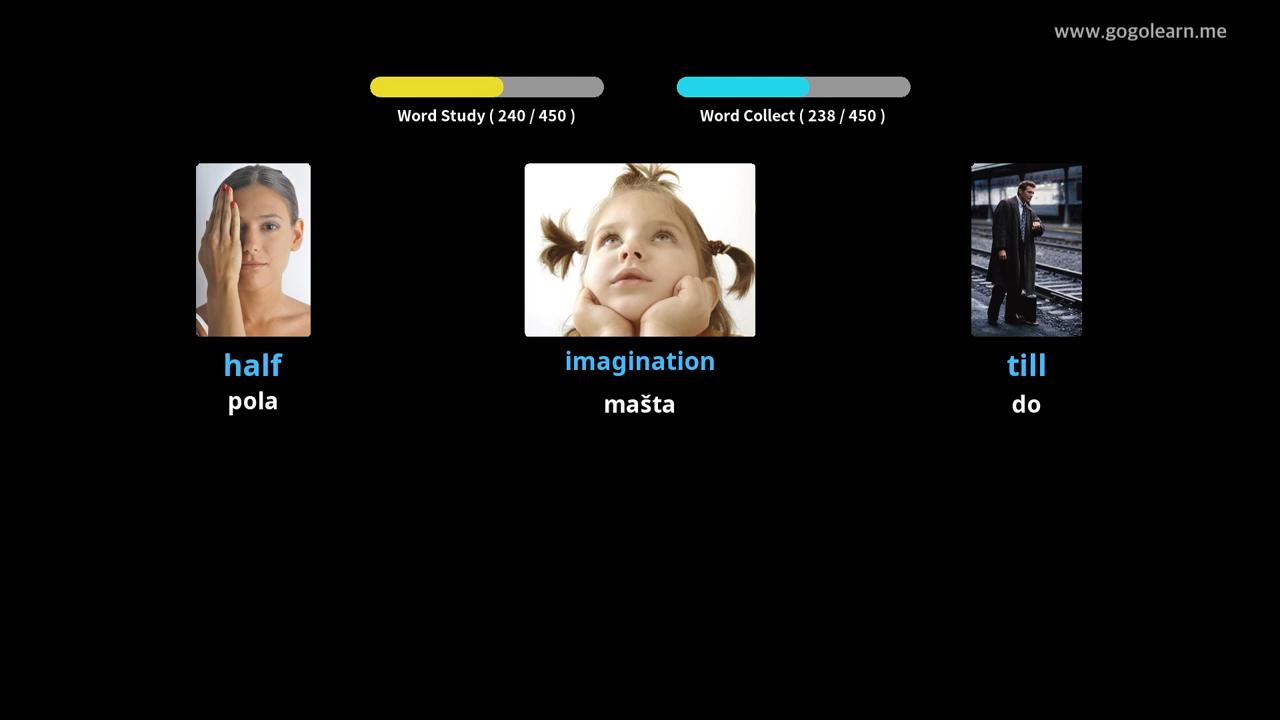 www.gogolearn.me
Word Study ( 240 / 450 )
Word Collect ( 238 / 450 )
half
pola
imagination
mašta
till
do